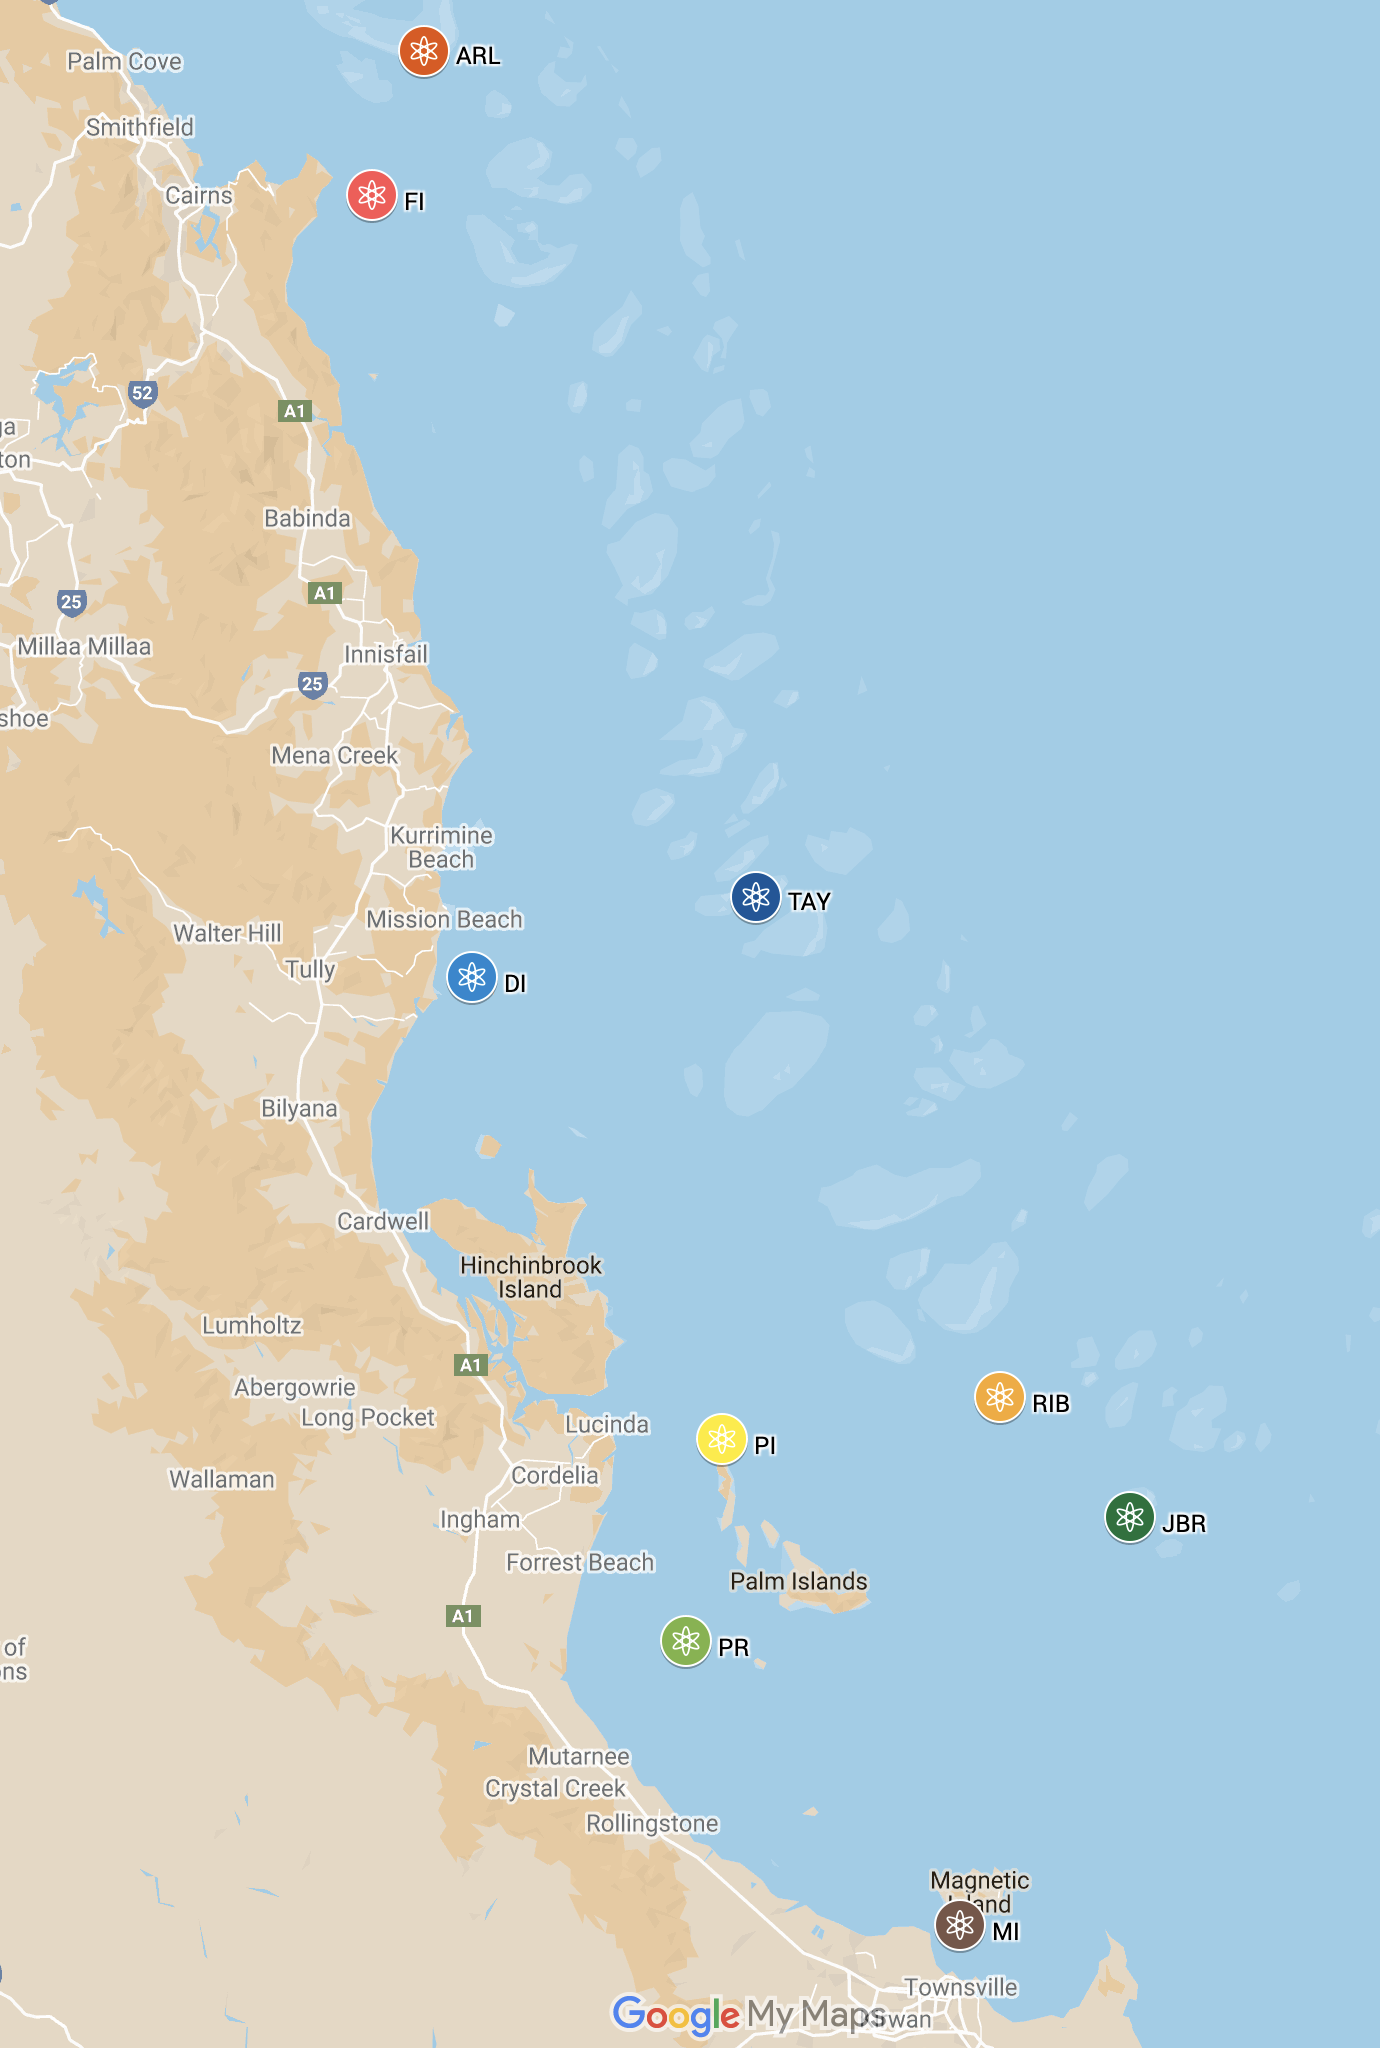 ARL
Palm Cove
Smithfield
Cairns
FI
52
A1
ga
ton
Babinda
A1
25
Millaa Millaa
Innisfail
25
shoe
Mena Creek
Kurrimine
Beach
TAY
Mission Beach
Walter Hill
Tully
DI
Bilyana
Cardwell
Hinchinbrook
Island
Lumholtz
A1
Abergowrie
RIB
Long Pocket
Lucinda
PI
Cordelia
Wallaman
Ingham
JBR
Forrest Beach
Palm Islands
A1
of
ons
PR
Mutarnee
Crystal Creek
Rollingstone
Magnetic
Island
MI
Townsville
Google My Maps
Kirwan